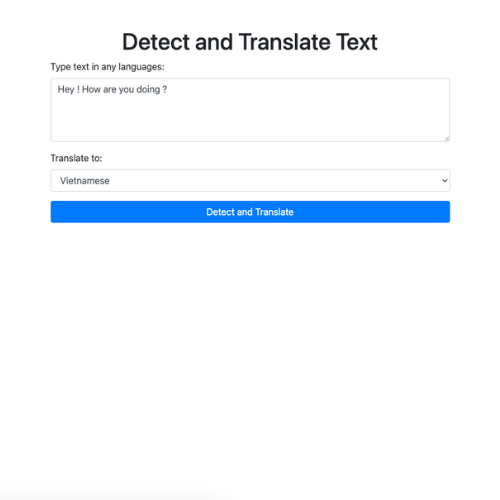 Detect and Translate Text
Type text in any languages:
Hey ! How are you doing ?
Translate to:
Vietnamese
Detect and Translate